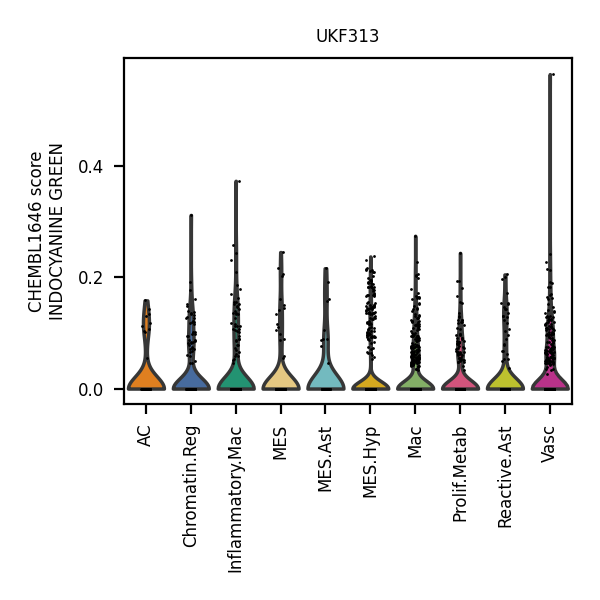 UKF313
CHEMBL1646 score
INDOCYANINE GREEN
0.4
0.2
0.0
AC
Chromatin.Reg
Inflammatory.Mac
MES
MES.Ast
MES.Hyp
Mac
Prolif.Metab
Reactive.Ast
Vasc